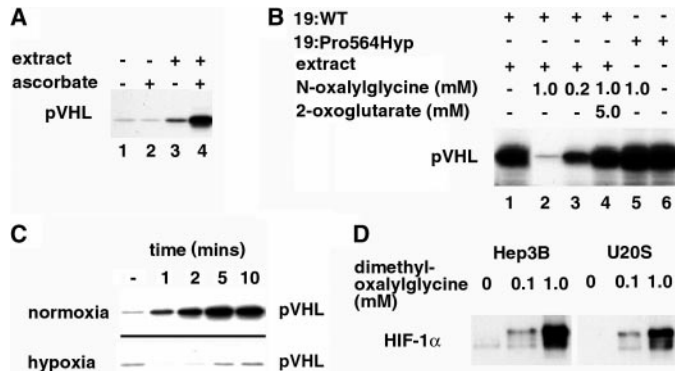 A
extract - - + +
ascorbate - + - +
pVHL
1 2 3 4
B
19:WT + + + + - -
19:Pro564Hyp - - - - + +
extract + + + + - -
N-oxalylglycine (mM) - 1.0 0.2 1.0 1.0 -
2-oxoglutarate (mM) - - - 5.0 - -
pVHL
1 2 3 4 5 6
C
time (mins)
- 1 2 5 10
normoxia pVHL
hypoxia pVHL
D
Hep3B U20S
dimethyl-
oxalylglycine 0 0.1 1.0 0 0.1 1.0
(mM)
HIF-1α